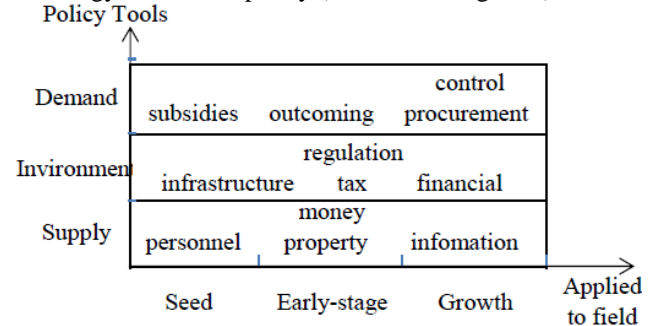 Policy Tools
control
Demand
subsidies outcoming procurement
regulation
Invironment
infrastructure tax financial
money
Supply
personnel property infomation
Seed Early-stage Growth
Applied
to field